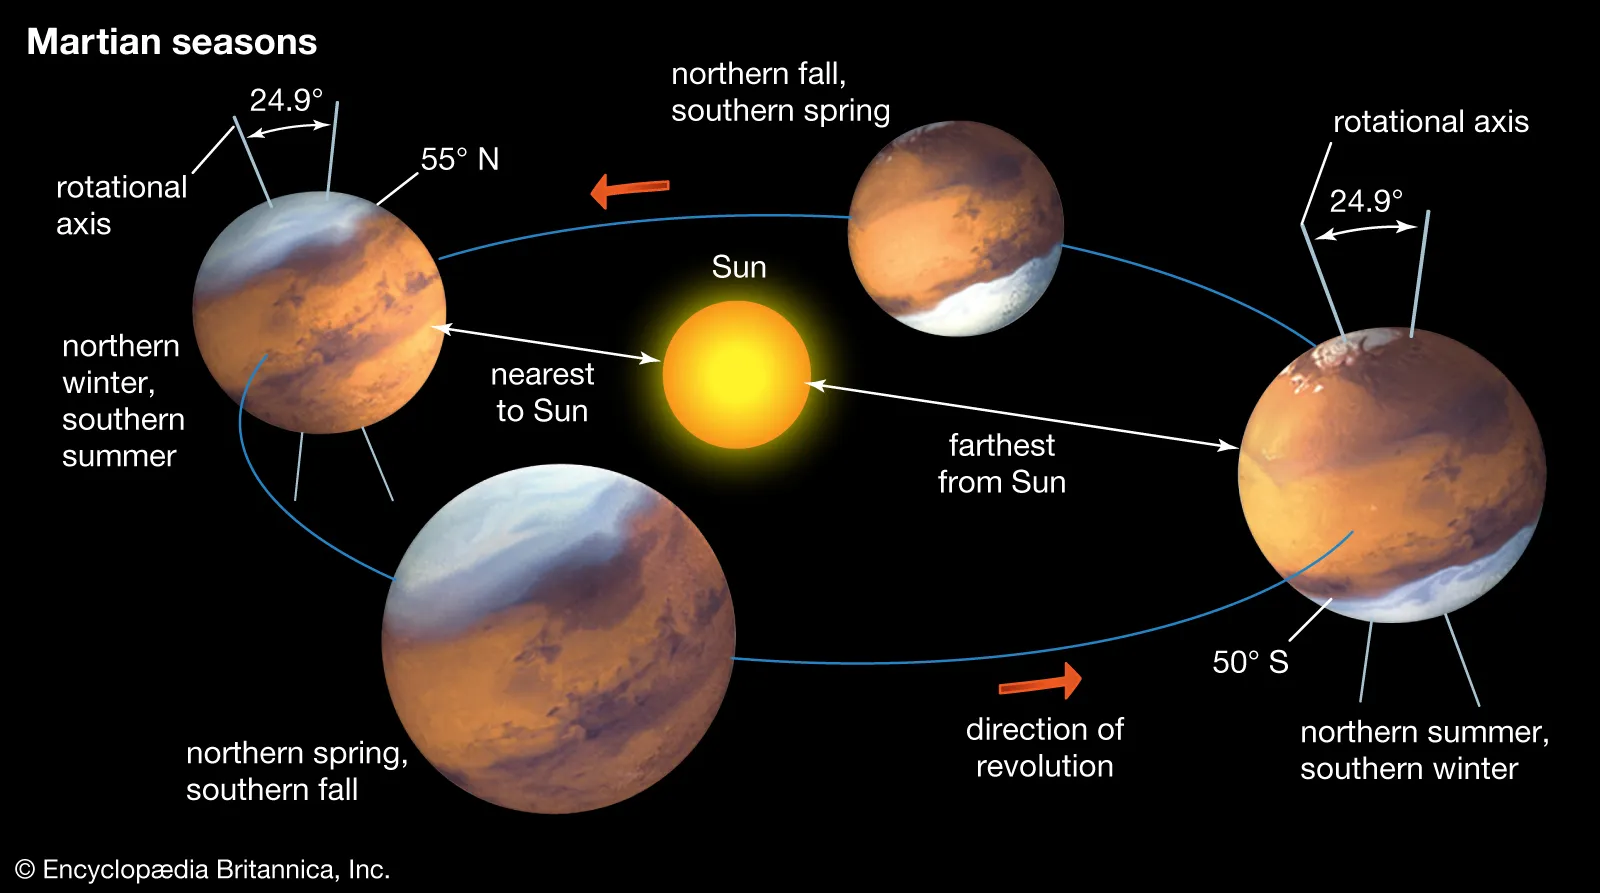 Martian seasons
24.9°
rotational
axis
55° N
northern
winter,
southern
summer
northern fall,
southern spring
Sun
nearest
to Sun
farthest
from Sun
rotational axis
24.9°
50° S
northern summer,
southern winter
northern spring,
southern fall
direction of
revolution
© Encyclopædia Britannica, Inc.